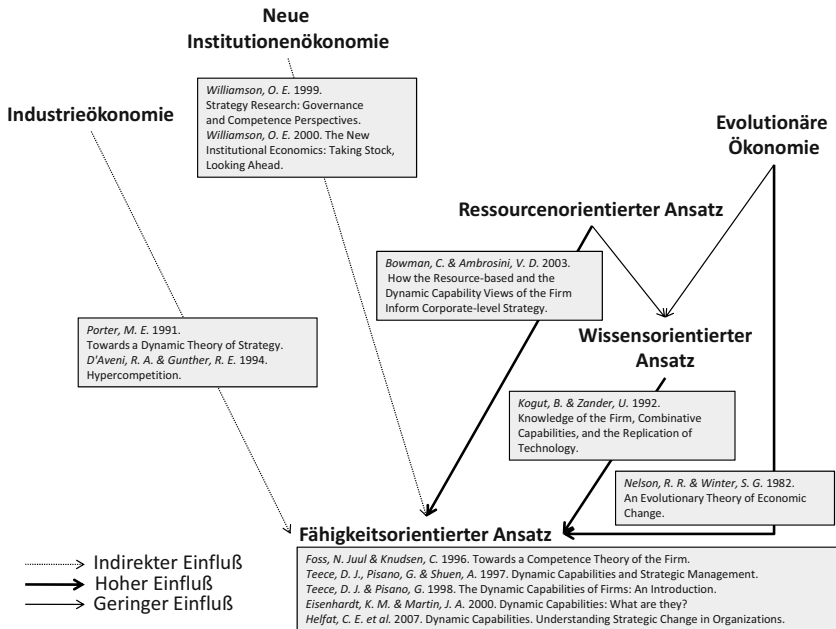 Neue
Institutionenökonomie
Williamson, O. E. 1999.
Strategy Research: Governance
and Competence Perspectives.
Williamson, O. E. 2000. The New
Institutional Economics: Taking Stock,
Looking Ahead.
Industrieökonomie
Evolutionäre
Ökonomie
Ressourcenorientierter Ansatz
Bowman, C. & Ambrosini, V. D. 2003.
How the Resource-based and the
Dynamic Capability Views of the Firm
Inform Corporate-level Strategy.
Porter, M. E. 1991.
Towards a Dynamic Theory of Strategy.
D'Aveni, R. A. & Gunther, R. E. 1994.
Hypercompetition.
Wissensorientierter
Ansatz
Kogut, B. & Zander, U. 1992.
Knowledge of the Firm, Combinative
Capabilities, and the Replication of
Technology.
Nelson, R. R. & Winter, S. G. 1982.
An Evolutionary Theory of Economic
Change.
Fähigkeitsorientierter Ansatz
Foss, N. Juul & Knudsen, C. 1996. Towards a Competence Theory of the Firm.
Teece, D. J., Pisano, G. & Shuen, A. 1997. Dynamic Capabilities and Strategic Management.
Teece, D. J. & Pisano, G. 1998. The Dynamic Capabilities of Firms: An Introduction.
Eisenhardt, K. M. & Martin, J. A. 2000. Dynamic Capabilities: What are they?
Helfat, C. E. et al. 2007. Dynamic Capabilities. Understanding Strategic Change in Organizations.
Indirekter Einfluß
Hoher Einfluß
Geringer Einfluß